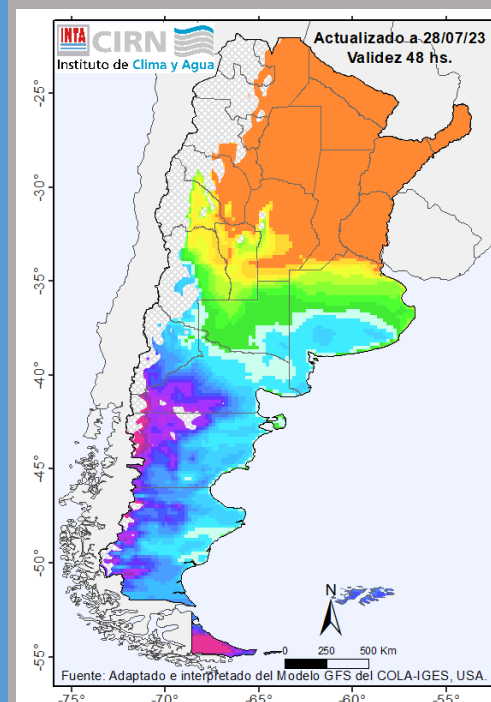 INTA CIRN
Instituto de Clima y Agua
Actualizado a 28/07/23
Validez 48 hs.
-25°
-30°
-35°
-40°
-45°
-50°
-55°
N
0 250 500 Km
Fuente: Adaptado e interpretado del Modelo GFS del COLA-IGES, USA.
-75° -70° -65° -60° -55°